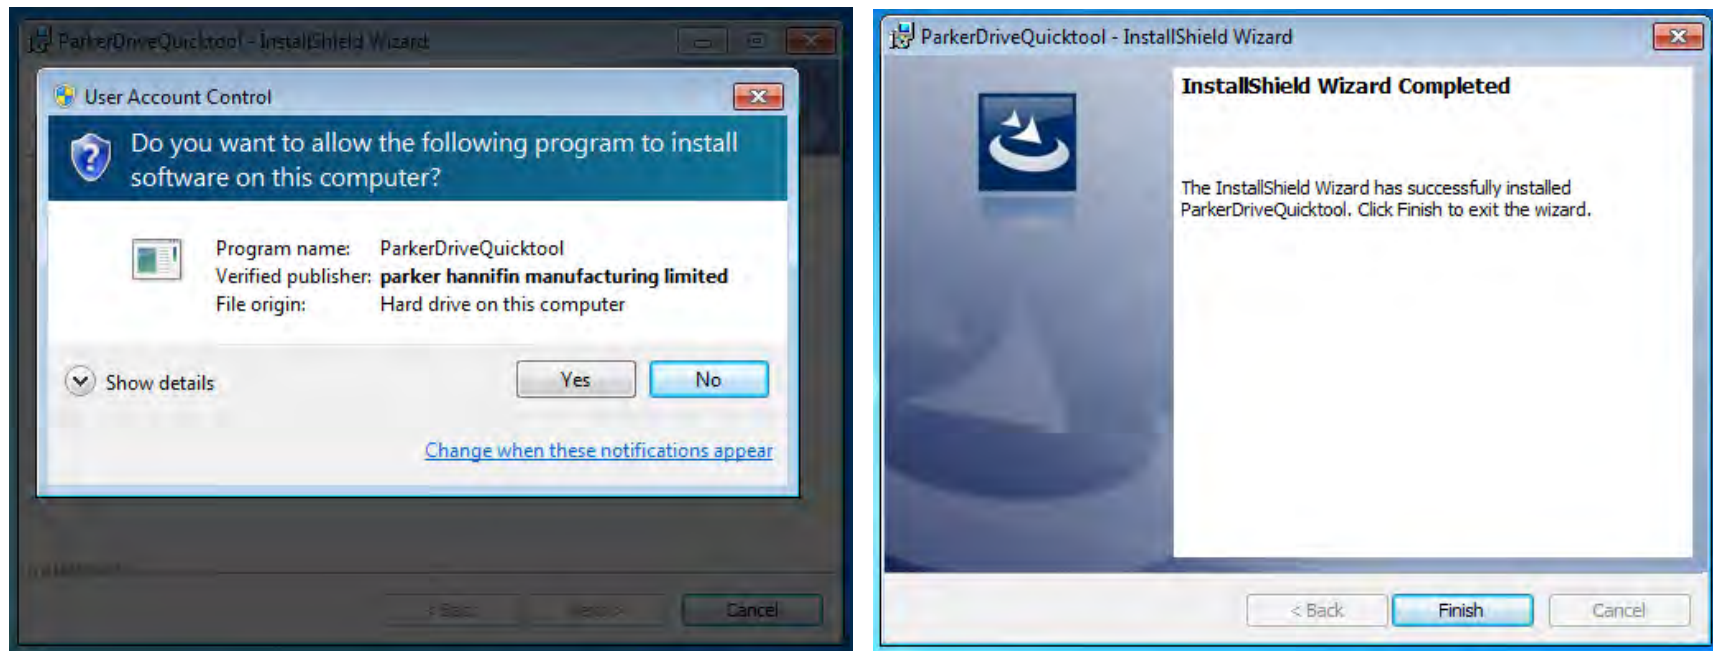 ParkerDriveQuicktool - InstallShield Wizard
User Account Control
Do you want to allow the following program to install
software on this computer?
Program name: ParkerDriveQuicktool
Verified publisher: parker hannifin manufacturing limited
File origin: Hard drive on this computer
Show details
Yes No
Change when these notifications appear
< Back Next > Cancel
ParkerDriveQuicktool - InstallShield Wizard
InstallShield Wizard Completed
The InstallShield Wizard has successfully installed
ParkerDriveQuicktool. Click Finish to exit the wizard.
< Back Finish Cancel